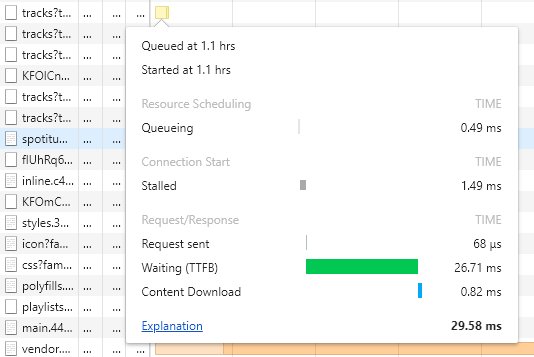 tracks?t... ... ...
tracks?t... ... ...
tracks?t... ... ...
KFOlCn... ... ...
tracks?t... ... ...
tracks?t... ... ...
spotitu... ... ...
flUhRq6... ... ...
inline.c4... ... ...
KFOmC... ... ...
styles.3... ... ...
icon?fa... ... ...
css?fam... ... ...
polyfills.... ... ...
playlists... ... ...
main.44... ... ...
vendor.... ... ...
Queued at 1.1 hrs
Started at 1.1 hrs
Resource Scheduling TIME
Queueing 0.49 ms
Connection Start TIME
Stalled 1.49 ms
Request/Response TIME
Request sent 68 µs
Waiting (TTFB) 26.71 ms
Content Download 0.82 ms
Explanation 29.58 ms